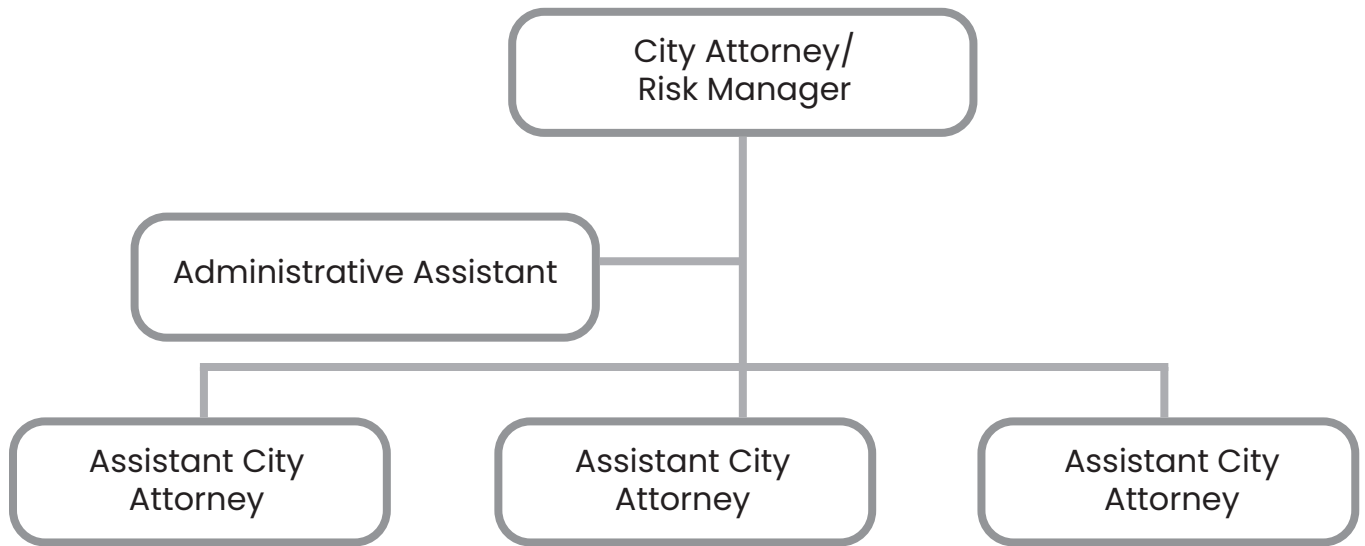 City Attorney/
Risk Manager
Administrative Assistant
Assistant City
Attorney
Assistant City
Attorney
Assistant City
Attorney